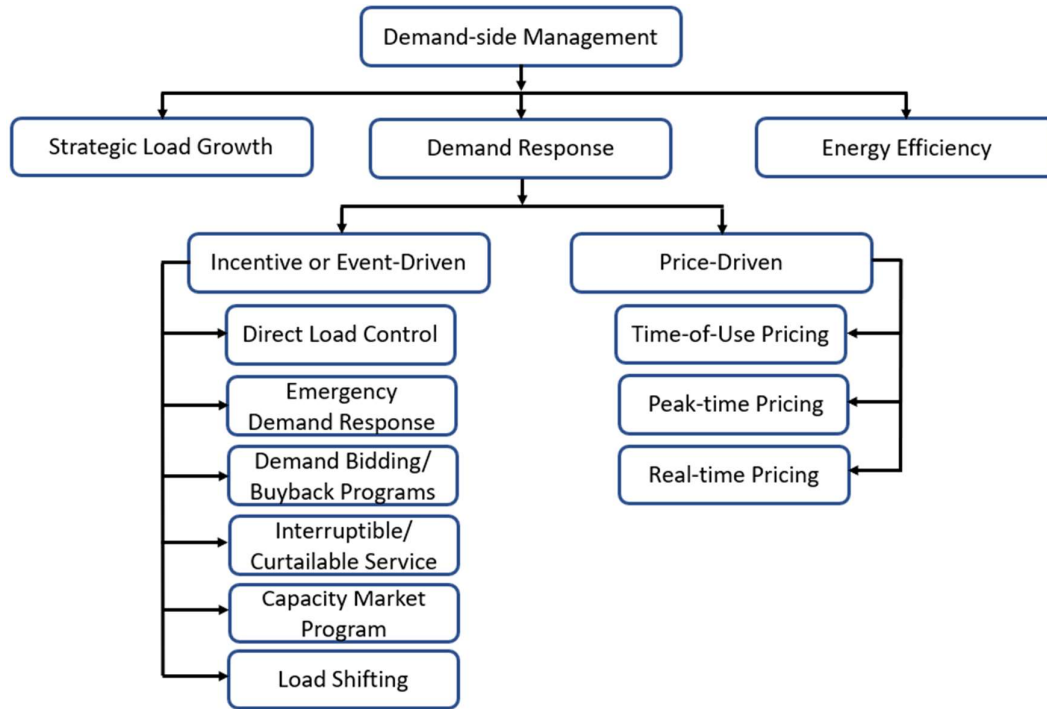 Demand-side Management
Strategic Load Growth
Demand Response
Energy Efficiency
Incentive or Event-Driven
Price-Driven
Direct Load Control
Emergency
Demand Response
Demand Bidding/
Buyback Programs
Interruptible/
Curtailable Service
Capacity Market
Program
Load Shifting
Time-of-Use Pricing
Peak-time Pricing
Real-time Pricing